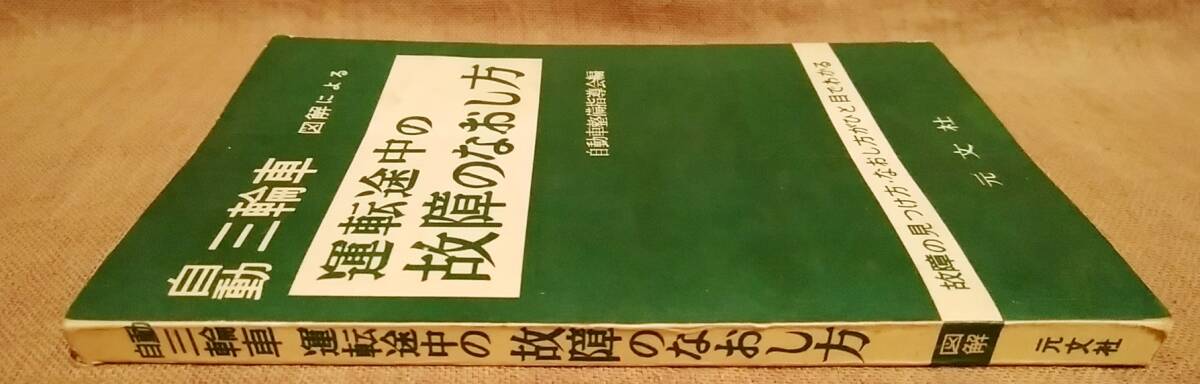 自動三輪車
図解による
運転途中の
故障のなおし方
自動車整備指導会編
故障の見つけ方・なおし方がひと目でわかる
元文社
自動三輪車 運転途中の故障のなおし方 図解 元文社